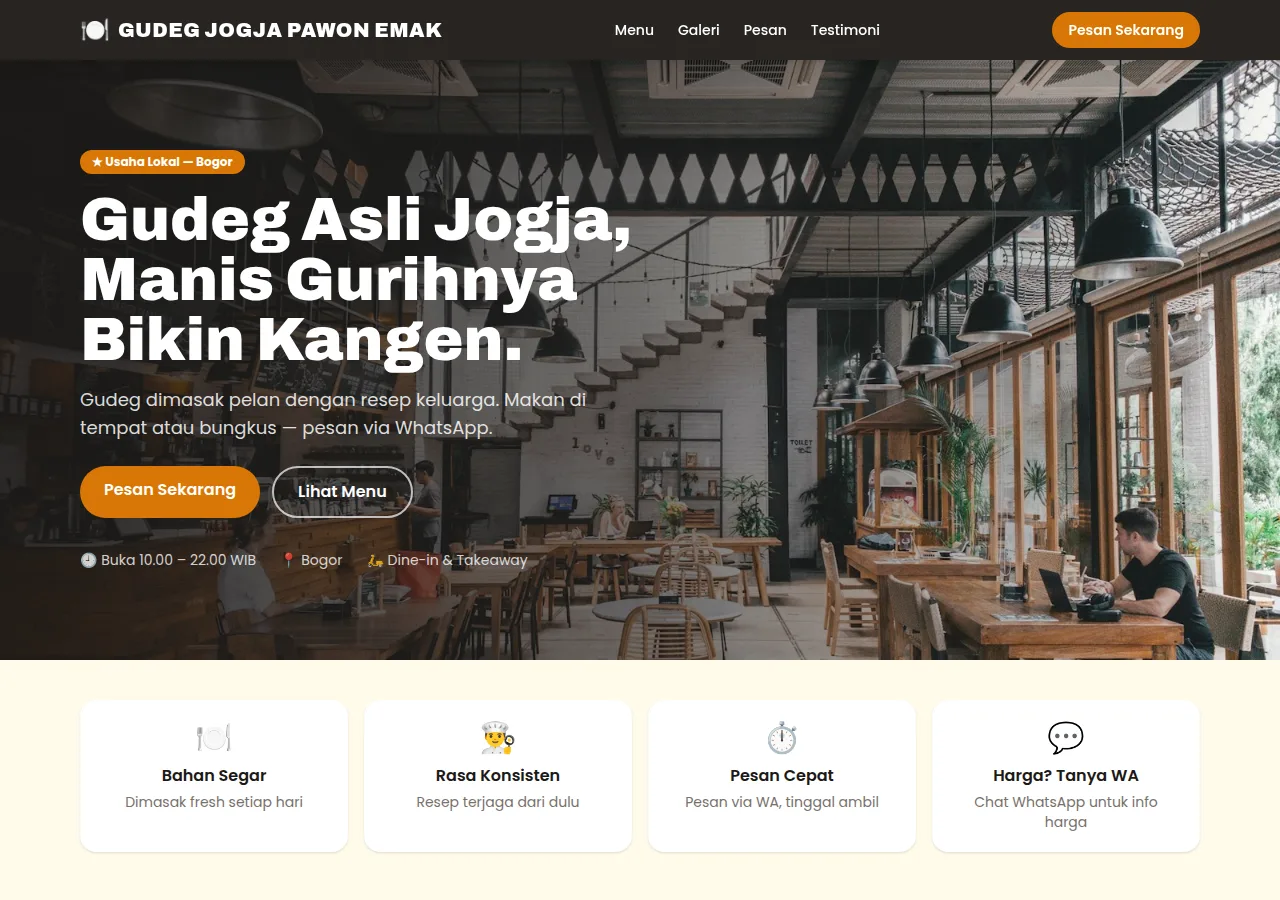 GUDEG JOGJA PAWON EMAK
Menu
Galeri
Pesan
Testimoni
Pesan Sekarang
★ Usaha Lokal — Bogor
Gudeg Asli Jogja,
Manis Gurihnya
Bikin Kangen.
Gudeg dimasak pelan dengan resep keluarga. Makan di
tempat atau bungkus — pesan via WhatsApp.
Pesan Sekarang
Lihat Menu
Buka 10.00 – 22.00 WIB
Bogor
Dine-in & Takeaway
love
TOILET
Bahan Segar
Dimasak fresh setiap hari
Rasa Konsisten
Resep terjaga dari dulu
Pesan Cepat
Pesan via WA, tinggal ambil
Harga? Tanya WA
Chat WhatsApp untuk info
harga